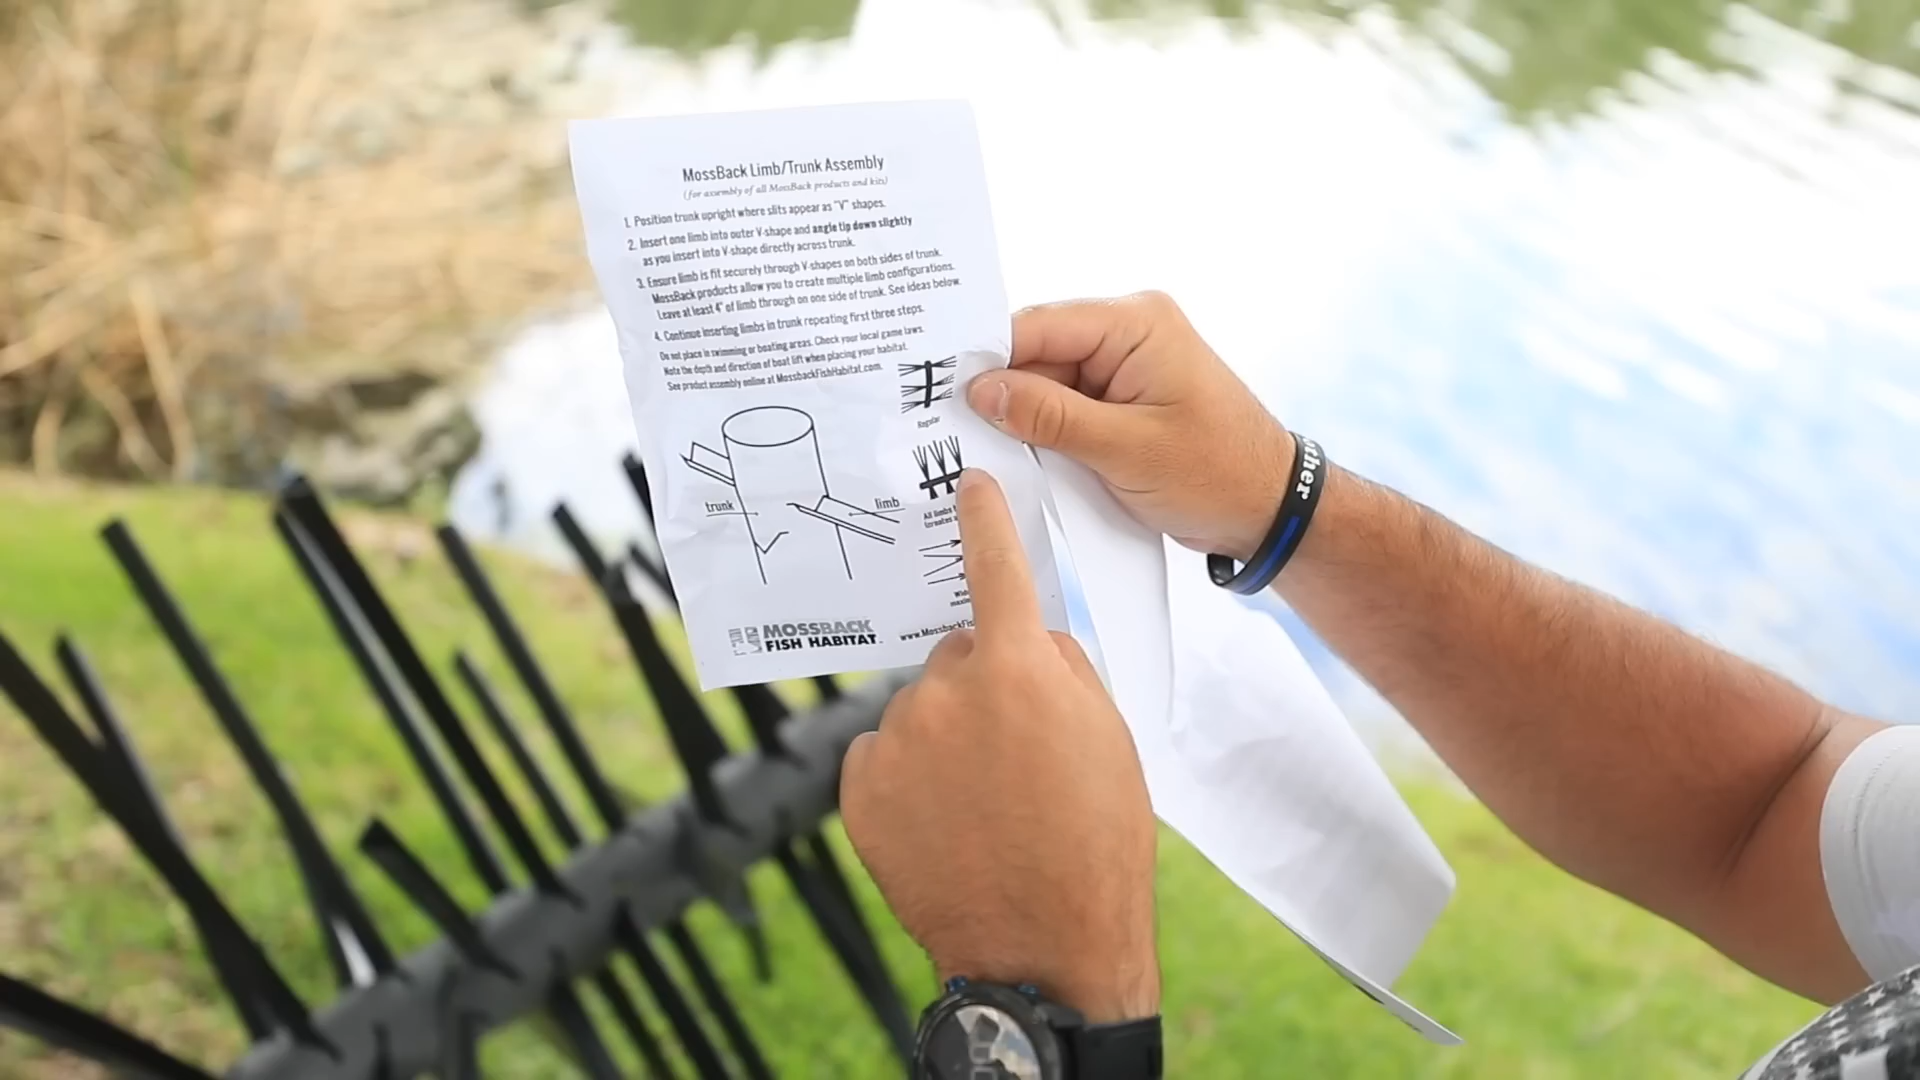 MossBack Limb/Trunk Assembly
(for assembly of all MossBack products and kits)
1. Position trunk upright where slits appear as "V" shapes.
2. Insert one limb into outer V-shape and angle tip down slightly
as you insert into V-shape directly across trunk.
3. Ensure limb is fit securely through V-shapes on both sides of trunk.
MossBack products allow you to create multiple limb configurations.
Leave at least 4" of limb through on one side of trunk. See ideas below.
4. Continue inserting limbs in trunk repeating first three steps.
Do not place in swimming or boating areas. Check your local game laws.
Note the depth and direction of boat lift when placing your habitat.
See product assembly online at MossbackFishHabitat.com.
Regular
trunk
limb
All limbs
(creates
MOSSBACK
FISH HABITAT
www.MossbackFis
ther